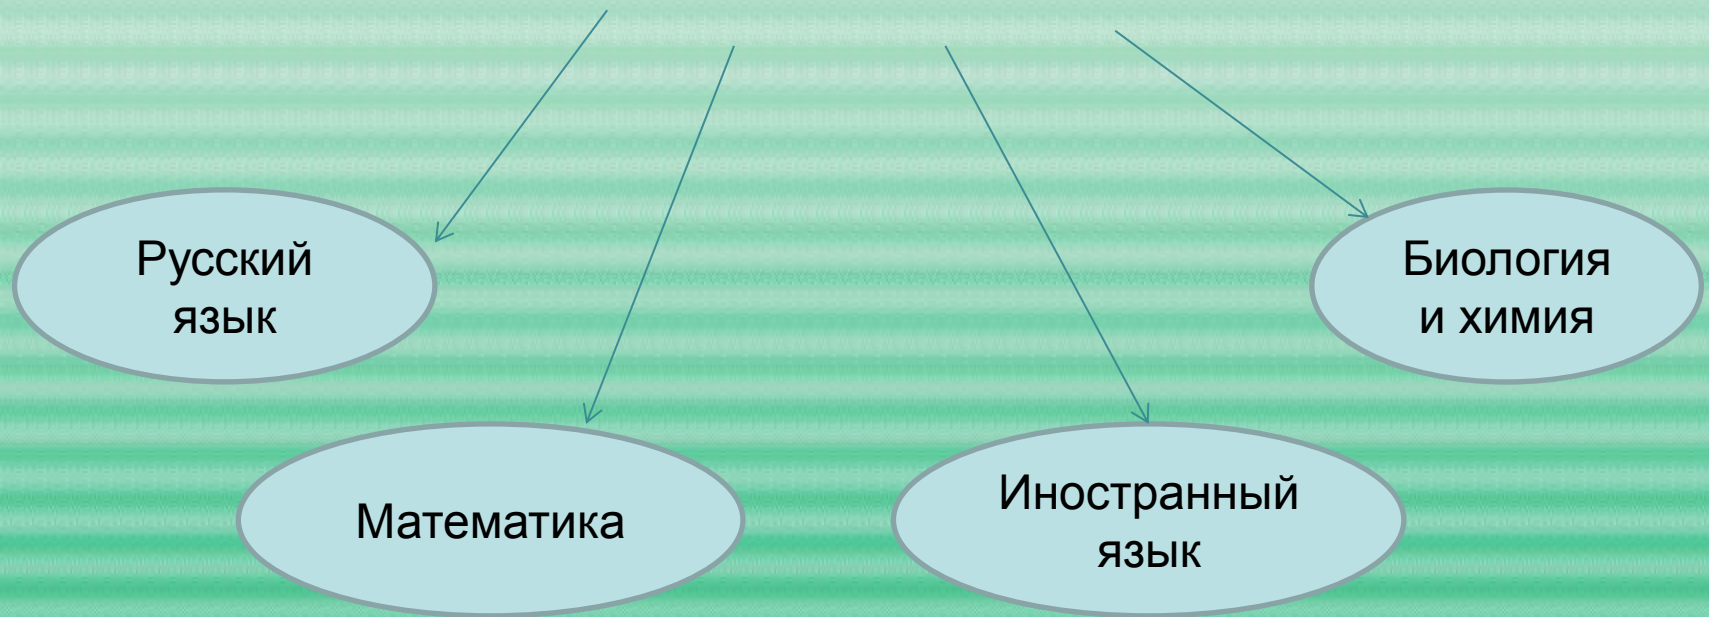 Русский
язык
Биология
и химия
Математика
Иностранный
язык